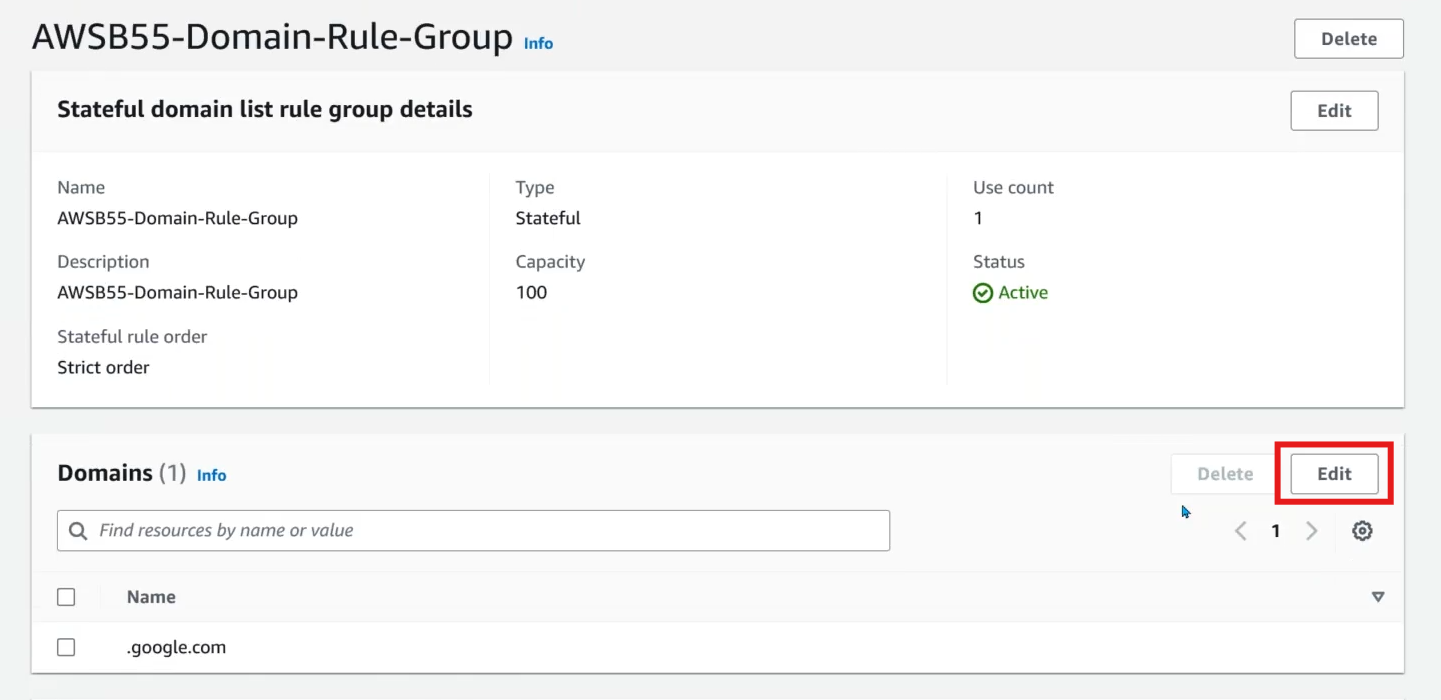 AWSB55-Domain-Rule-Group Info Delete
Stateful domain list rule group details Edit
Name Type Use count
AWSB55-Domain-Rule-Group Stateful 1
Description Capacity Status
AWSB55-Domain-Rule-Group 100 Active
Stateful rule order
Strict order
Domains (1) Info Delete Edit
Find resources by name or value 1
Name
.google.com